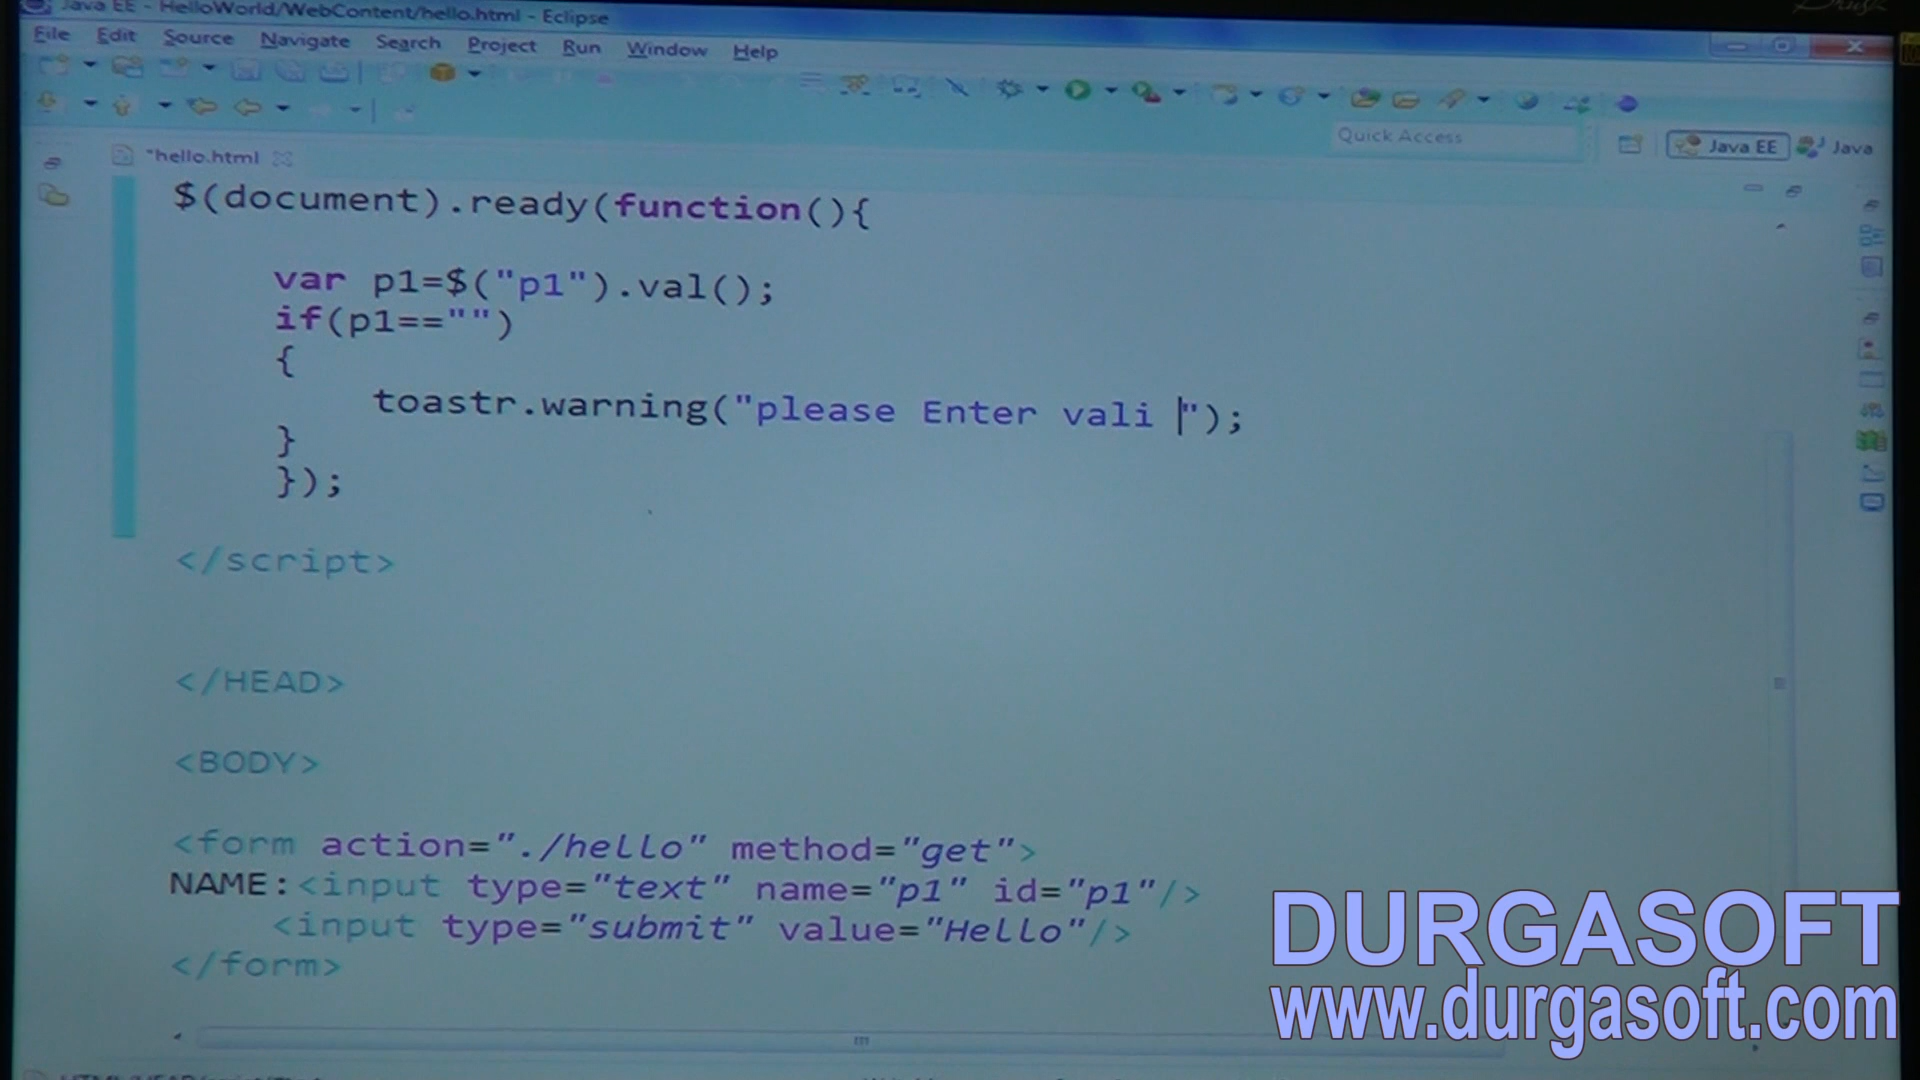 Java EE - HelloWorld/WebContent/hello.html - Eclipse
File Edit Source Navigate Search Project Run Window Help
Quick Access
Java EE Java
*hello.html
$(document).ready(function(){
var p1=$("p1").val();
if(p1=="")
{
toastr.warning("please Enter vali ");
}
});
</script>
</HEAD>
<BODY>
<form action="./hello" method="get">
NAME:<input type="text" name="p1" id="p1"/>
<input type="submit" value="Hello"/>
</form>
DURGASOFT
www.durgasoft.com